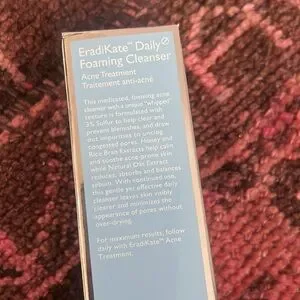 EradiKate™ Daily
Foaming Cleanser
Acne Treatment
Traitement anti-acné
This medicated, foaming acne
cleanser with a unique "whipped"
texture is formulated with
3% Sulfur to help clear and
prevent blemishes, and draw
out impurities to unclog
congested pores. Honey and
Rice Bran Extracts help calm
and soothe acne-prone skin
while Natural Oat Extract
reduces, absorbs and balances
sebum. With continued use,
this gentle yet effective daily
cleanser leaves skin visibly
clearer and minimizes the
appearance of pores without
over-drying.
For maximum results, follow
daily with EradiKate™ Acne
Treatment.